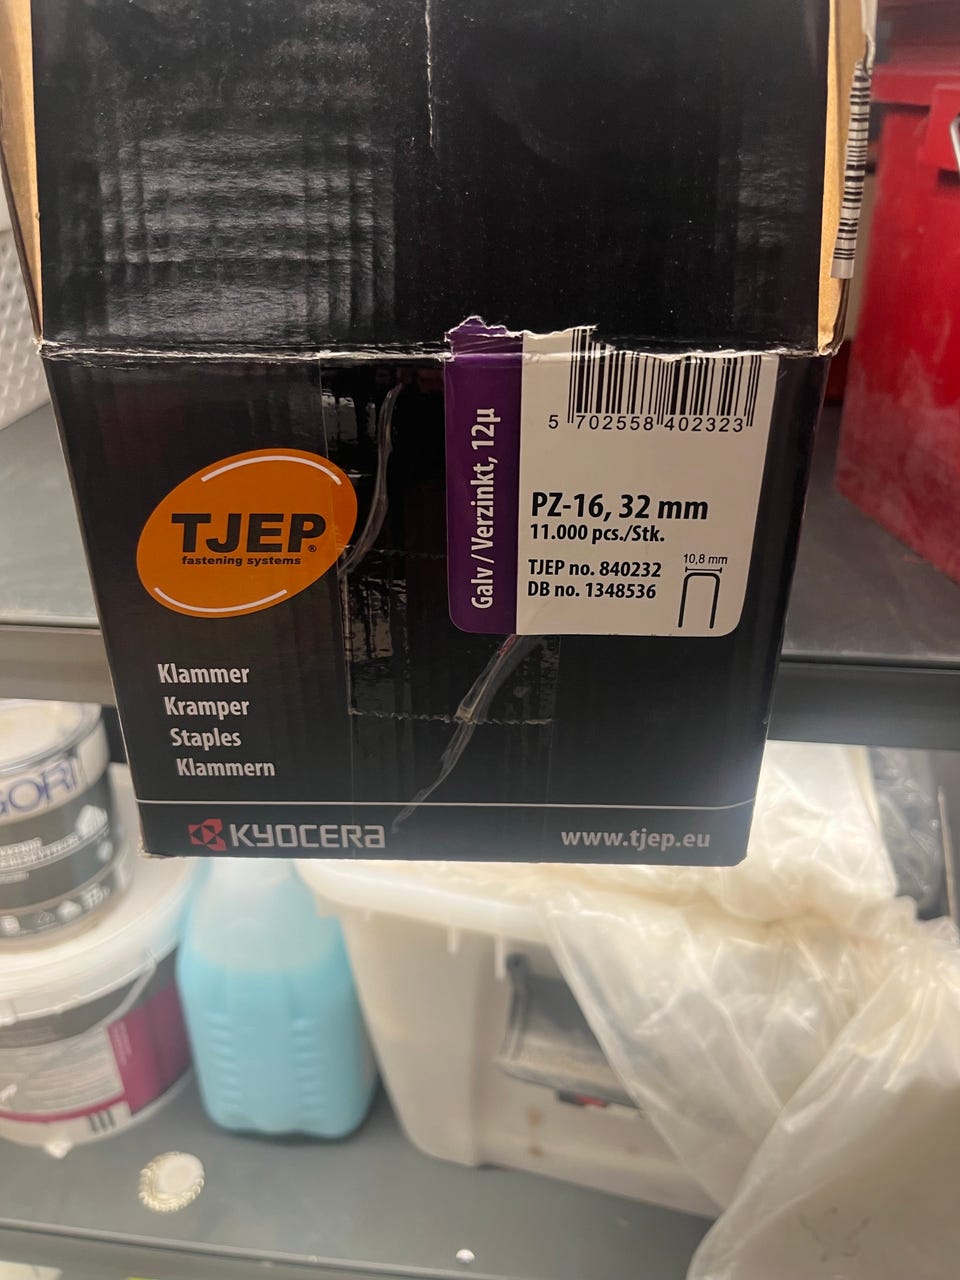 5 702558 402323
Galv / Verzinkt, 12µ
PZ-16, 32 mm
11.000 pcs./Stk.
TJEP no. 840232
DB no. 1348536
10,8 mm
TJEP®
fastening systems
Klammer
Kramper
Staples
Klammern
KYOCERA
www.tjep.eu
GORI